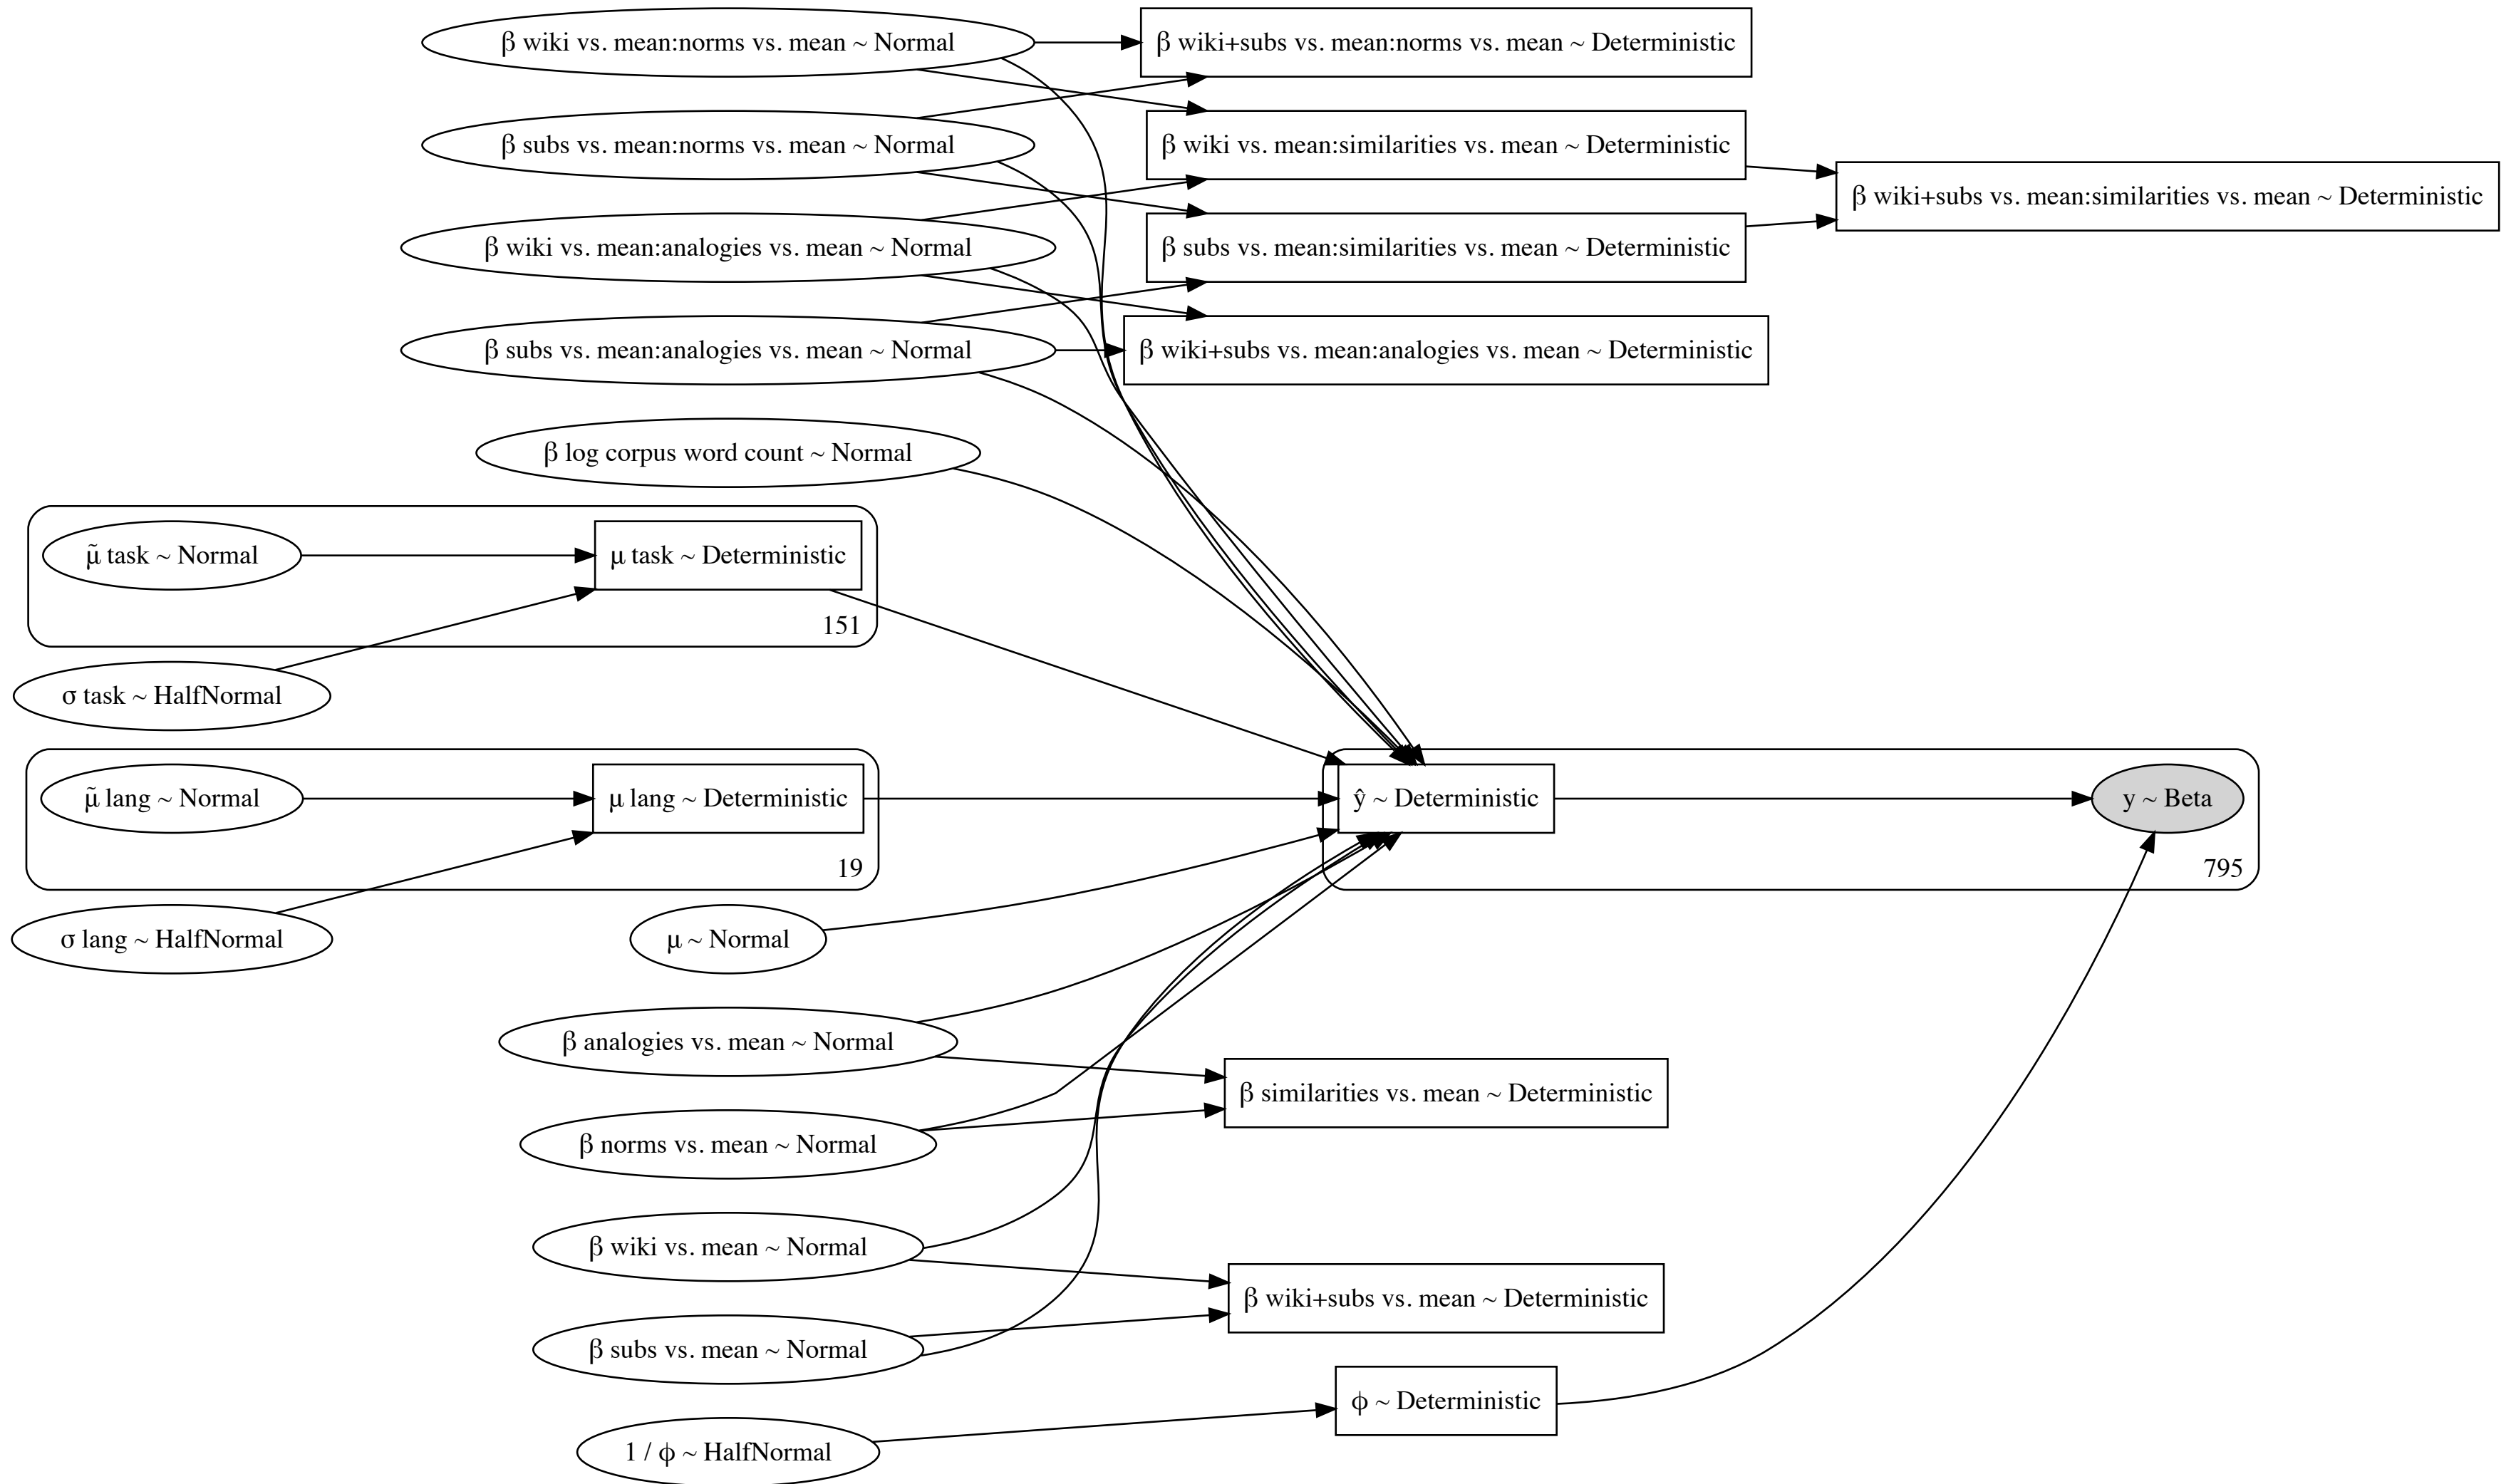 β wiki vs. mean:norms vs. mean ~ Normal
β wiki+subs vs. mean:norms vs. mean ~ Deterministic
β subs vs. mean:norms vs. mean ~ Normal
β wiki vs. mean:similarities vs. mean ~ Deterministic
β wiki+subs vs. mean:similarities vs. mean ~ Deterministic
β wiki vs. mean:analogies vs. mean ~ Normal
β subs vs. mean:similarities vs. mean ~ Deterministic
β subs vs. mean:analogies vs. mean ~ Normal
β wiki+subs vs. mean:analogies vs. mean ~ Deterministic
β log corpus word count ~ Normal
μ̃ task ~ Normal
μ task ~ Deterministic
151
σ task ~ HalfNormal
μ̃ lang ~ Normal
μ lang ~ Deterministic
19
ŷ ~ Deterministic
y ~ Beta
795
σ lang ~ HalfNormal
μ ~ Normal
β analogies vs. mean ~ Normal
β similarities vs. mean ~ Deterministic
β norms vs. mean ~ Normal
β wiki vs. mean ~ Normal
β wiki+subs vs. mean ~ Deterministic
β subs vs. mean ~ Normal
ϕ ~ Deterministic
1 / ϕ ~ HalfNormal